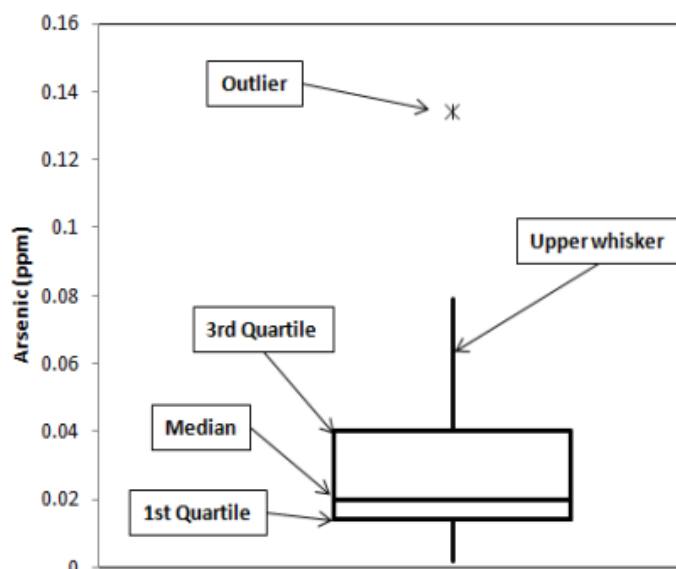 0.16
Outlier
0.14
0.12
0.1
Upper whisker
Arsenic (ppm)
0.08
3rd Quartile
0.06
0.04
Median
0.02
1st Quartile
0